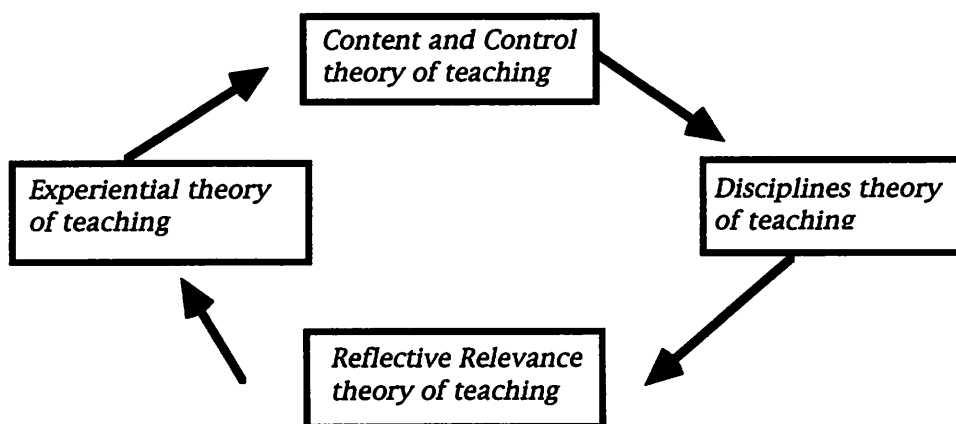 Content and Control
theory of teaching
Experiential theory
of teaching
Disciplines theory
of teaching
Reflective Relevance
theory of teaching